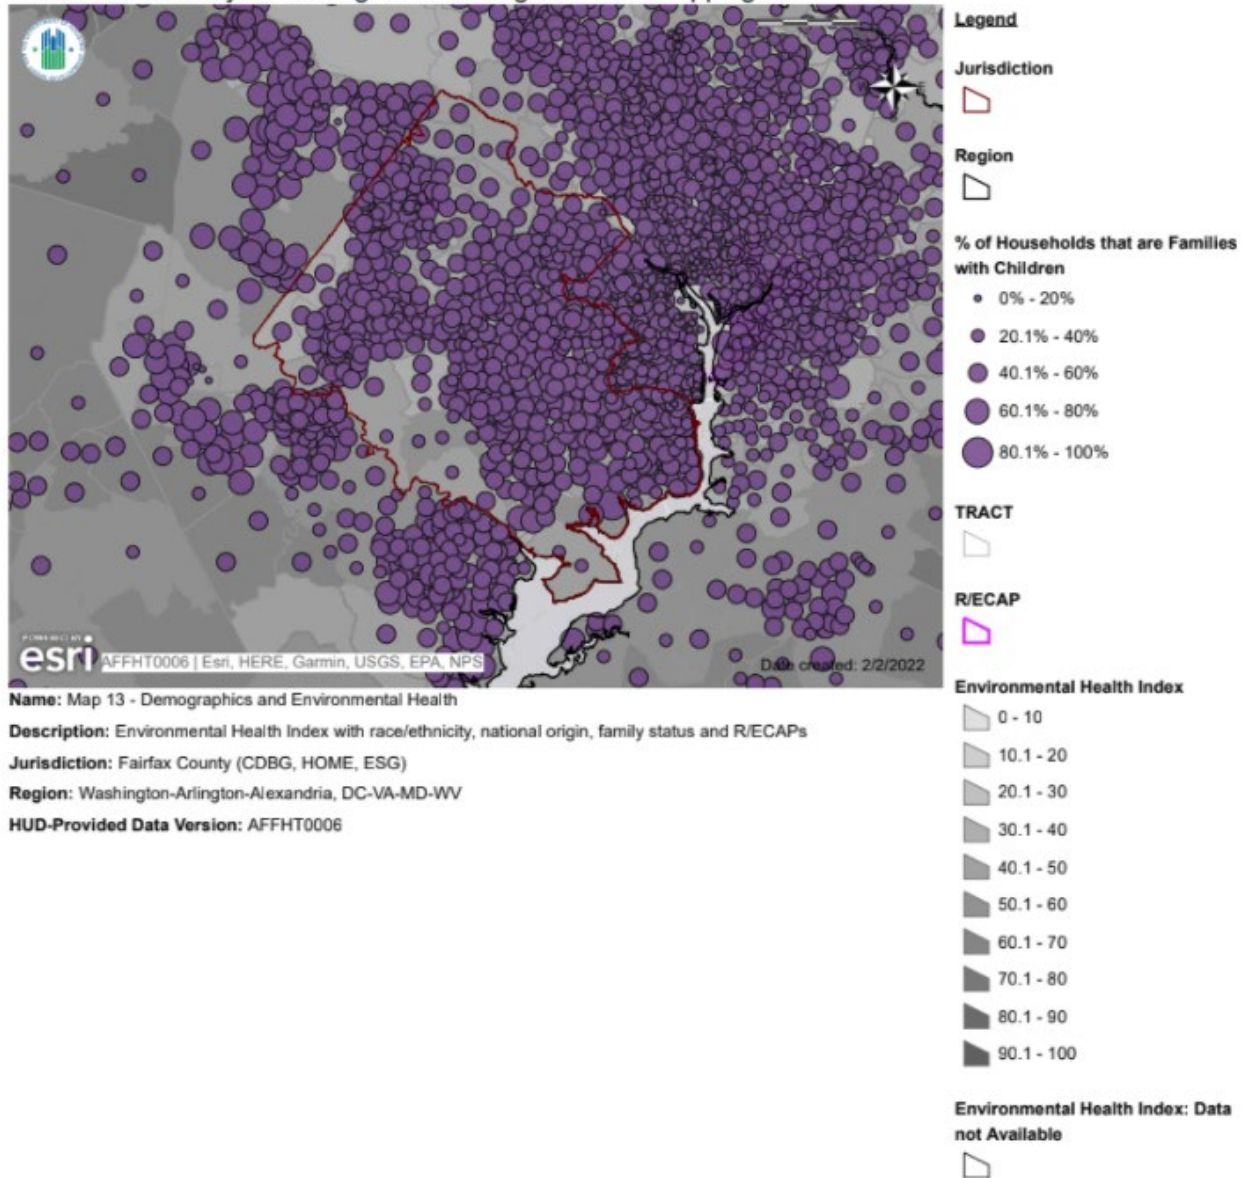 Legend
Jurisdiction
Region
% of Households that are Families
with Children
0% - 20%
20.1% - 40%
40.1% - 60%
60.1% - 80%
80.1% - 100%
TRACT
R/ECAP
Environmental Health Index
0 - 10
10.1 - 20
20.1 - 30
30.1 - 40
40.1 - 50
50.1 - 60
60.1 - 70
70.1 - 80
80.1 - 90
90.1 - 100
Environmental Health Index: Data
not Available
POWERED BY
esri
AFFHT0006 | Esri, HERE, Garmin, USGS, EPA, NPS
Date created: 2/2/2022
Name: Map 13 - Demographics and Environmental Health
Description: Environmental Health Index with race/ethnicity, national origin, family status and R/ECAPs
Jurisdiction: Fairfax County (CDBG, HOME, ESG)
Region: Washington-Arlington-Alexandria, DC-VA-MD-WV
HUD-Provided Data Version: AFFHT0006